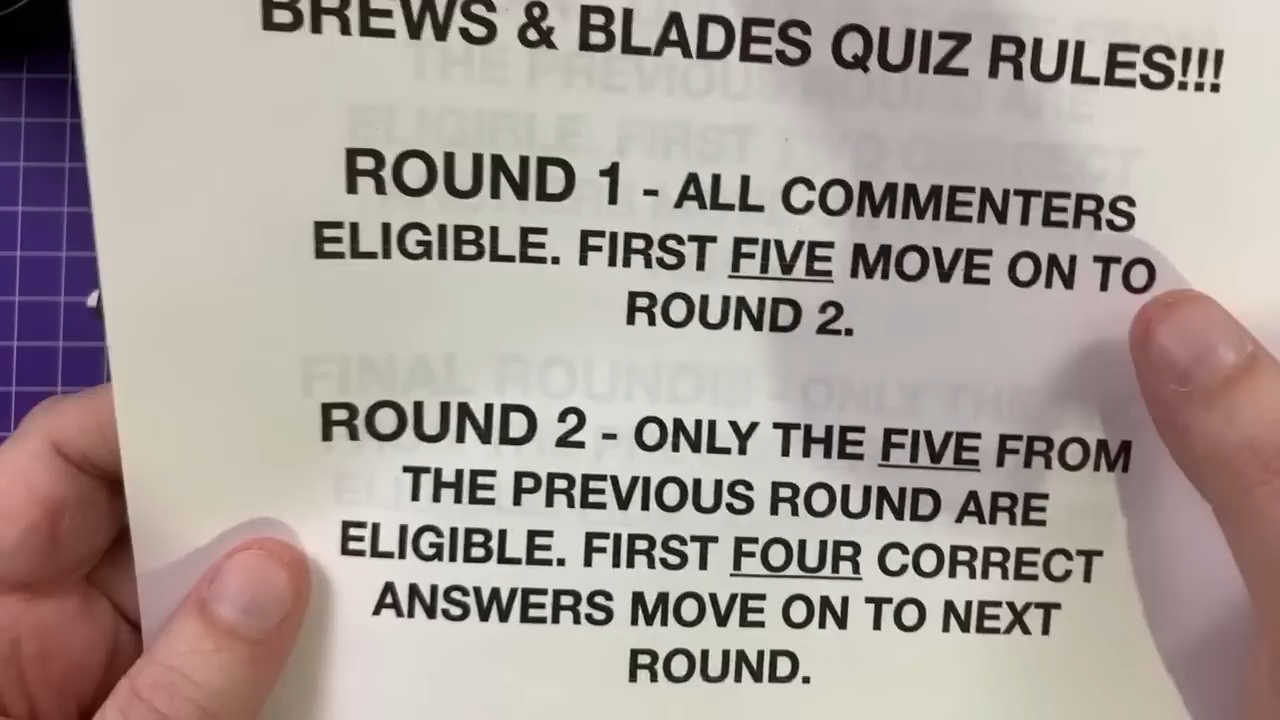 BREWS & BLADES QUIZ RULES!!!
ROUND 1 - ALL COMMENTERS
ELIGIBLE. FIRST FIVE MOVE ON TO
ROUND 2.
ROUND 2 - ONLY THE FIVE FROM
THE PREVIOUS ROUND ARE
ELIGIBLE. FIRST FOUR CORRECT
ANSWERS MOVE ON TO NEXT
ROUND.